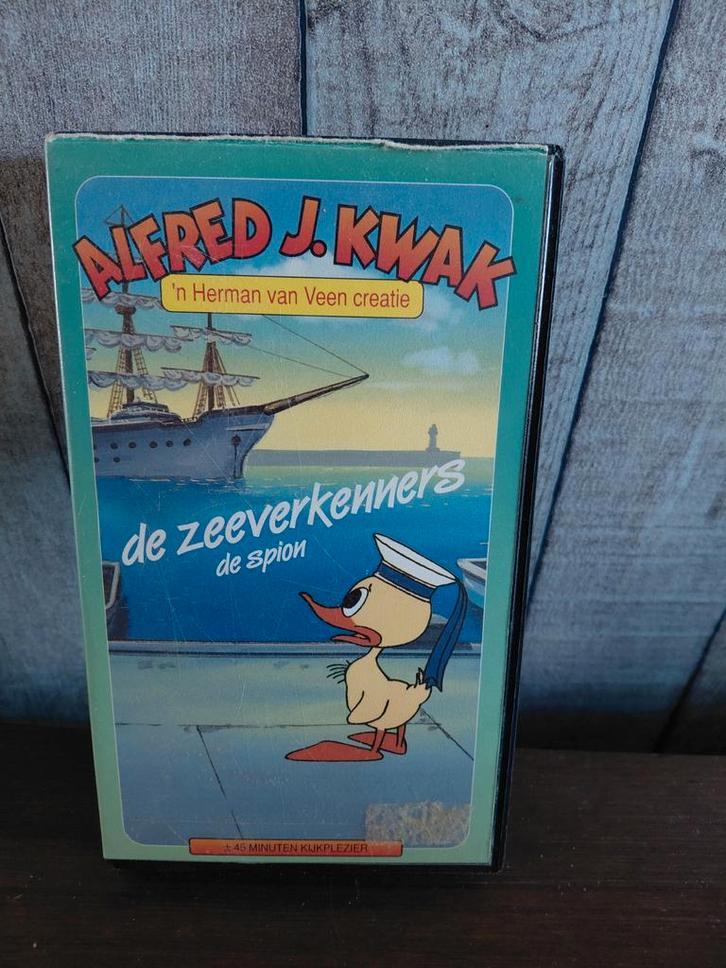 ALFRED J. KWAK
'n Herman van Veen creatie
de zeeverkenners
de spion
± 45 MINUTEN KIJKPLEZIER